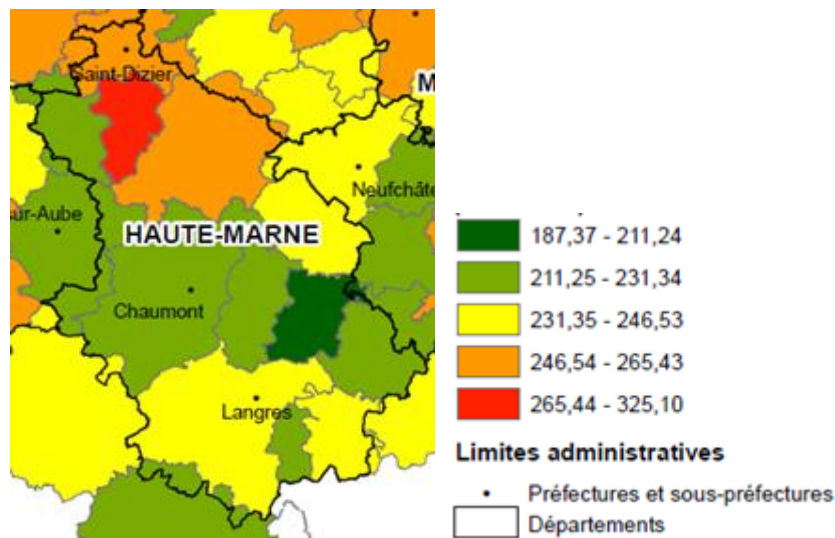 Saint-Dizier
M
Neufchâte
ur-Aube
HAUTE-MARNE
Chaumont
Langres
187,37 - 211,24
211,25 - 231,34
231,35 - 246,53
246,54 - 265,43
265,44 - 325,10
Limites administratives
Préfectures et sous-préfectures
Départements